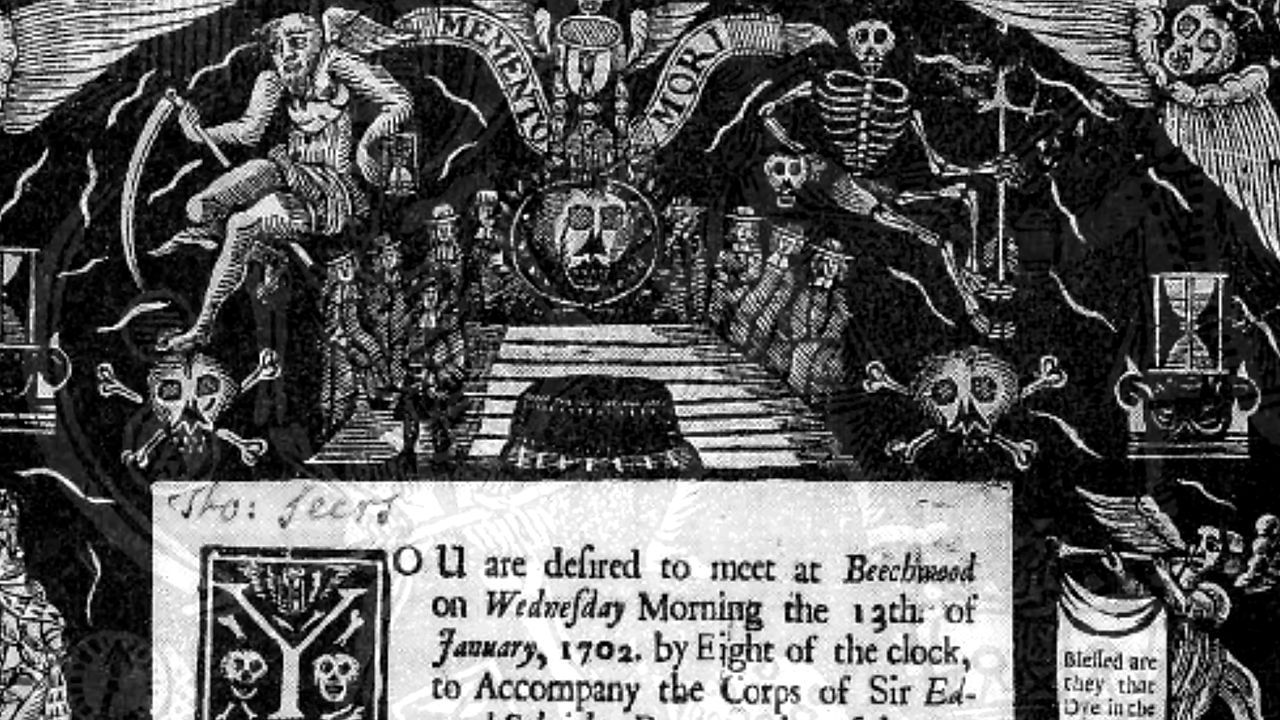 MEMENTO MORI
Tho: Seers
YOU are deſired to meet at Beechwood
on Wedneſday Morning the 13th. of
January, 1702. by Eight of the clock,
to Accompany the Corps of Sir Ed-
Bleſſed are
they that
Dye in the